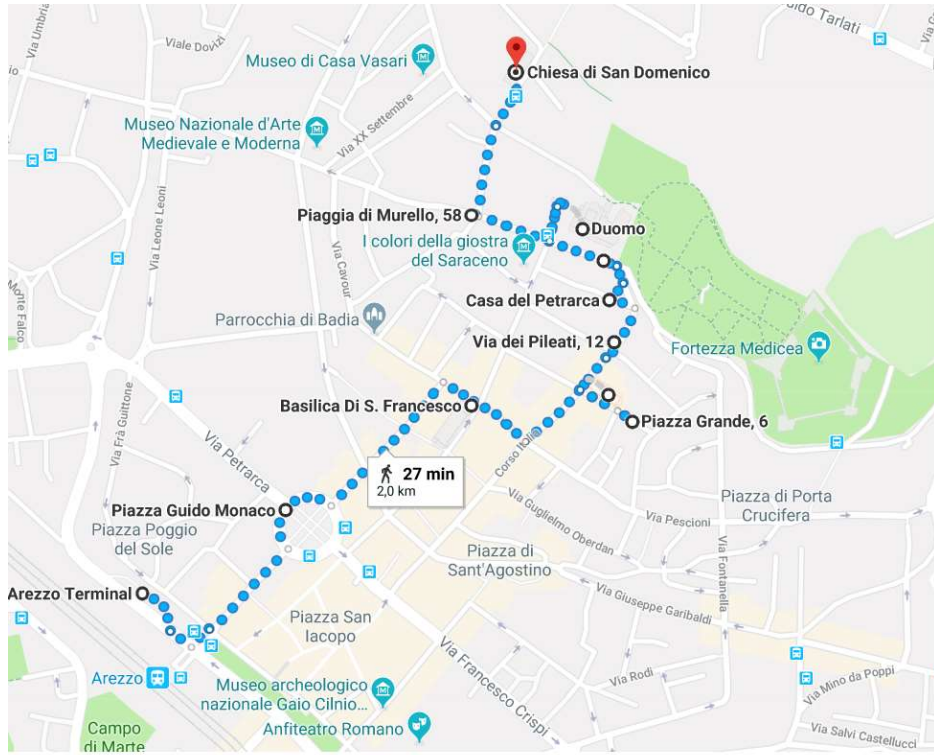 Via Umbria
Viale Dovizi
Guido Tarlati
Museo di Casa Vasari
Chiesa di San Domenico
Museo Nazionale d'Arte
Medievale e Moderna
Via XX Settembre
Via Leone Leoni
Piaggia di Murello, 58
Duomo
I colori della giostra
del Saraceno
Via Cavour
Casa del Petrarca
Monte Falco
Parrocchia di Badia
Via dei Pileati, 12
Fortezza Medicea
Via Frà Guittone
Basilica Di S. Francesco
Piazza Grande, 6
Corso Italia
Via Petrarca
27 min
2,0 km
Piazza Guido Monaco
Piazza Poggio
del Sole
Via Guglielmo Oberdan
Via Pescioni
Piazza di Porta
Crucifera
Piazza di
Sant'Agostino
Via Fontanella
Arezzo Terminal
Via Giuseppe Garibaldi
Piazza San
Iacopo
Via Francesco Crispi
Arezzo
Via Rodi
Via Mino da Poppi
Museo archeologico
nazionale Gaio Cilnio...
Anfiteatro Romano
Campo
di Marte
Via Salvi Castellucci